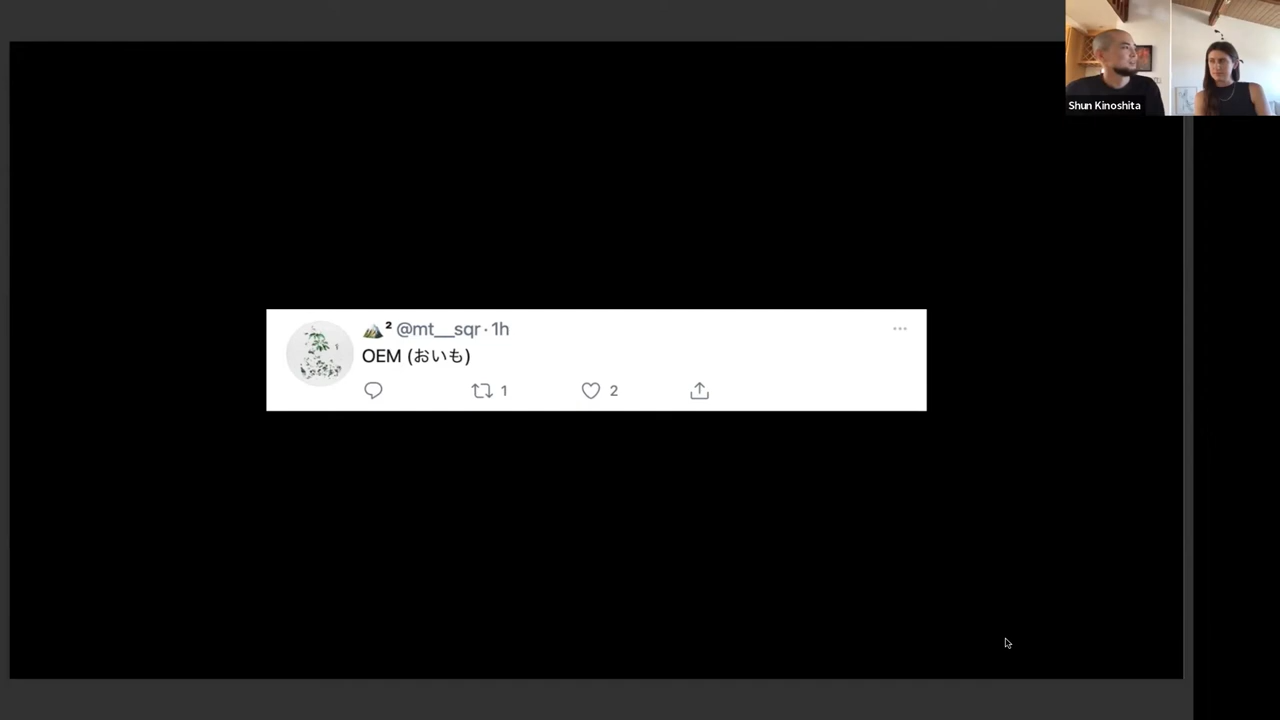 Shun Kinoshita
⛰² @mt__sqr · 1h
OEM (おいも)
1 2